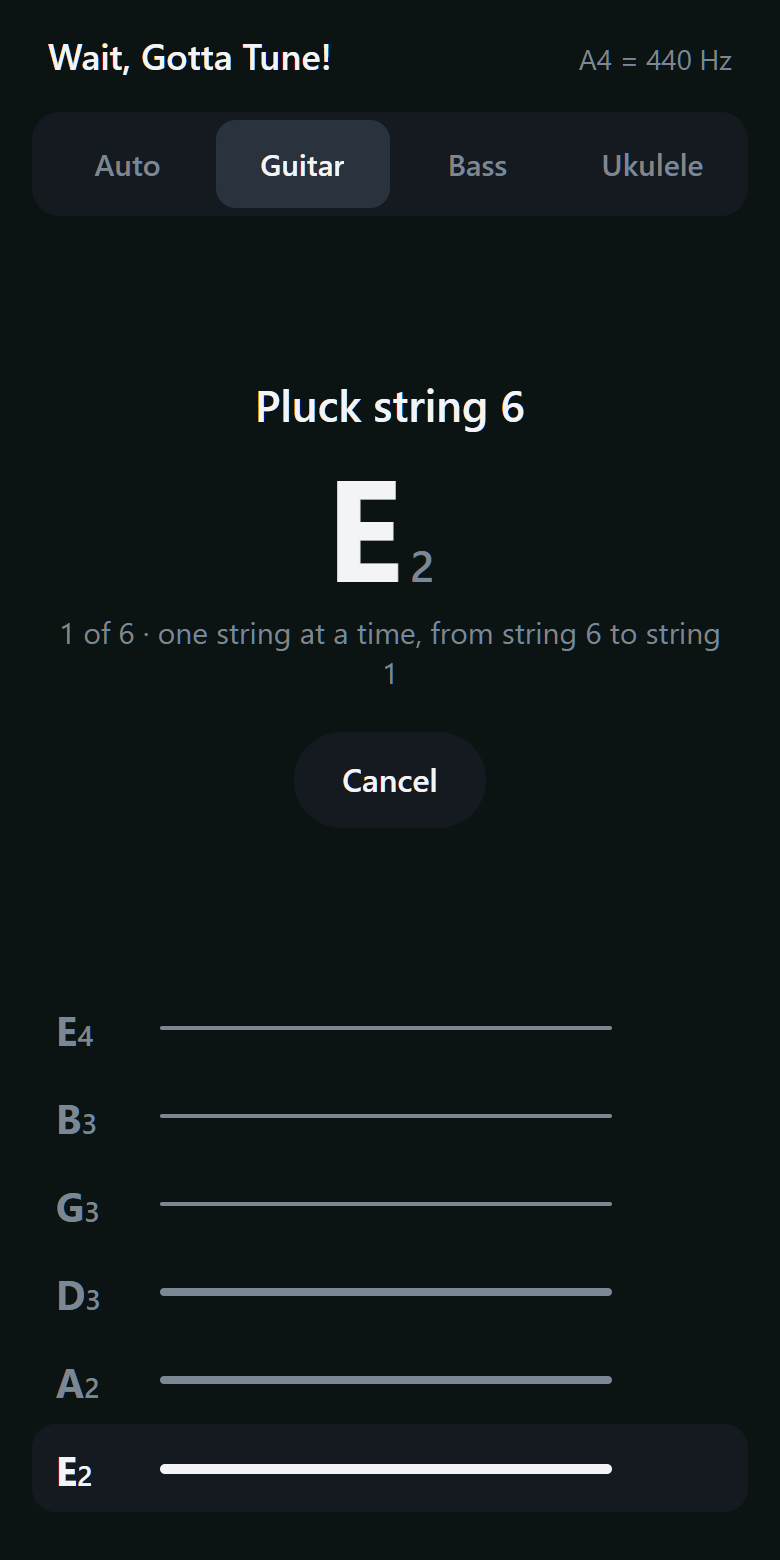 Wait, Gotta Tune!
A4 = 440 Hz
Auto
Guitar
Bass
Ukulele
Pluck string 6
E2
1 of 6 · one string at a time, from string 6 to string
1
Cancel
E4
B3
G3
D3
A2
E2